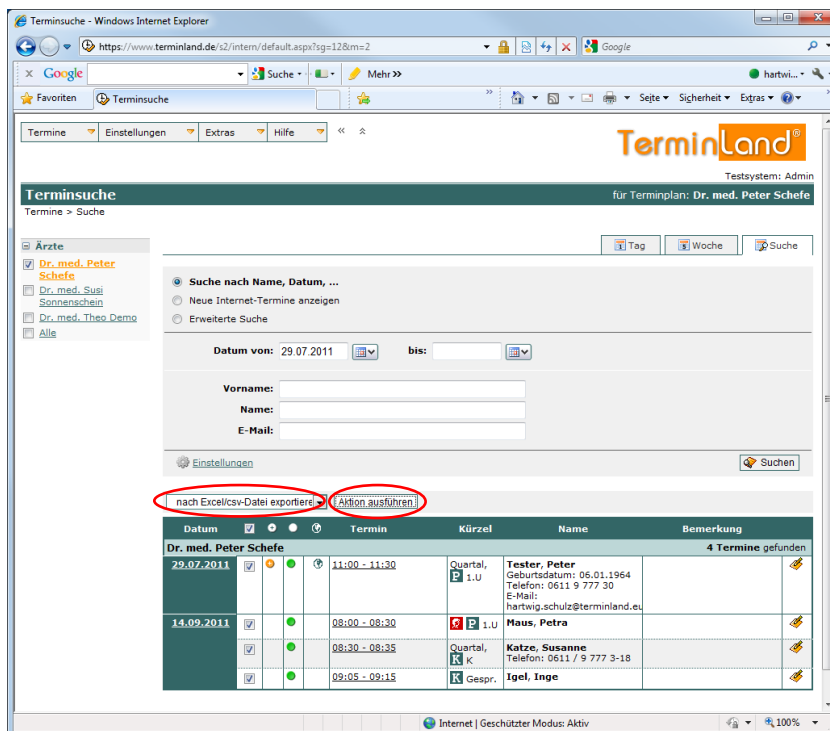 Terminsuche - Windows Internet Explorer
https://www.terminland.de/s2/intern/default.aspx?sg=12&m=2
Google
x Google Suche Mehr >> hartwi...
Favoriten Terminsuche Seite Sicherheit Extras
Termine Einstellungen Extras Hilfe
TerminLand®
Testsystem: Admin
Terminsuche für Terminplan: Dr. med. Peter Schefe
Termine > Suche
Ärzte
Dr. med. Peter
Schefe
Dr. med. Susi
Sonnenschein
Dr. med. Theo Demo
Alle
1 Tag 5 Woche Suche
Suche nach Name, Datum, ...
Neue Internet-Termine anzeigen
Erweiterte Suche
Datum von: 29.07.2011 bis:
Vorname:
Name:
E-Mail:
Einstellungen Suchen
nach Excel/csv-Datei exportiere Aktion ausführen
Datum Termin Kürzel Name Bemerkung
Dr. med. Peter Schefe 4 Termine gefunden
29.07.2011 11:00 - 11:30 Quartal, P 1.U Tester, Peter
Geburtsdatum: 06.01.1964
Telefon: 0611 9 777 30
E-Mail:
hartwig.schulz@terminland.eu
14.09.2011 08:00 - 08:30 P 1.U Maus, Petra
08:30 - 08:35 Quartal, K K Katze, Susanne
Telefon: 0611 / 9 777 3-18
09:05 - 09:15 K Gespr. Igel, Inge
Internet | Geschützter Modus: Aktiv 100%